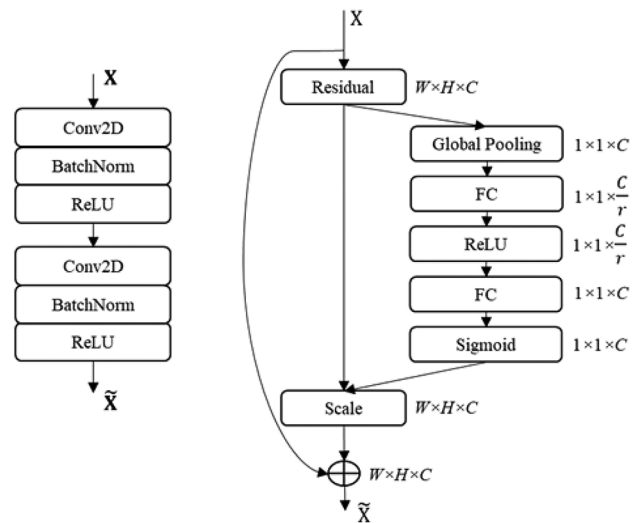 X
Conv2D
BatchNorm
ReLU
Conv2D
BatchNorm
ReLU
X̃
X
Residual W×H×C
Global Pooling 1×1×C
FC 1×1×C/r
ReLU 1×1×C/r
FC 1×1×C
Sigmoid 1×1×C
Scale W×H×C
W×H×C
X̃